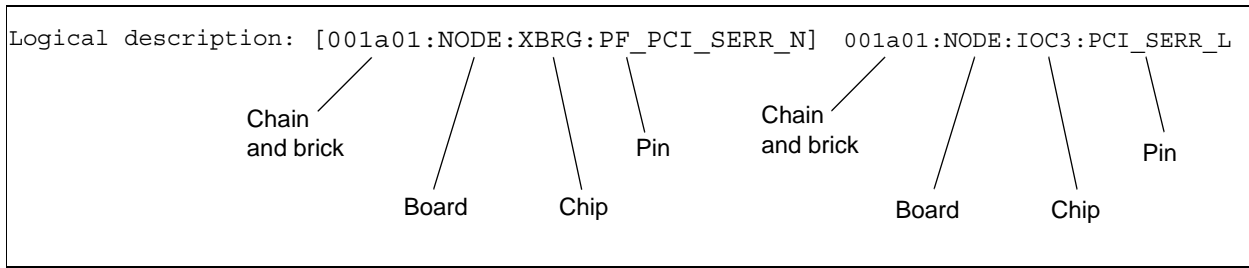 Logical description: [001a01:NODE:XBRG:PF_PCI_SERR_N] 001a01:NODE:IOC3:PCI_SERR_L
Chain
and brick
Pin
Chain
and brick
Pin
Board
Chip
Board
Chip